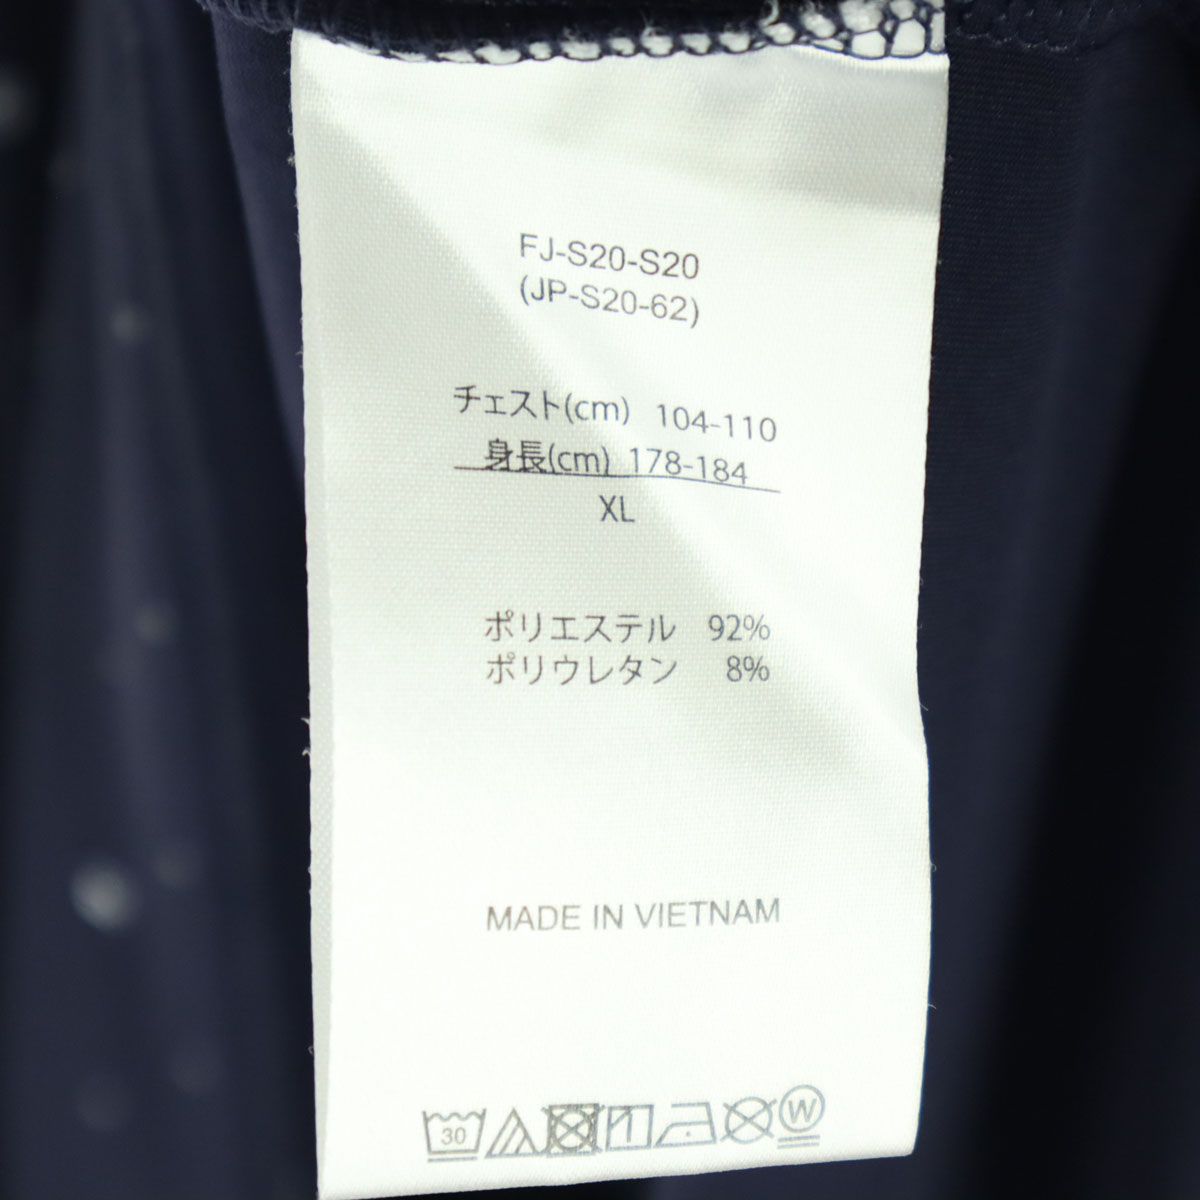 FJ-S20-S20
(JP-S20-62)
チェスト(cm) 104-110
身長(cm) 178-184
XL
ポリエステル 92%
ポリウレタン 8%
MADE IN VIETNAM
30 W